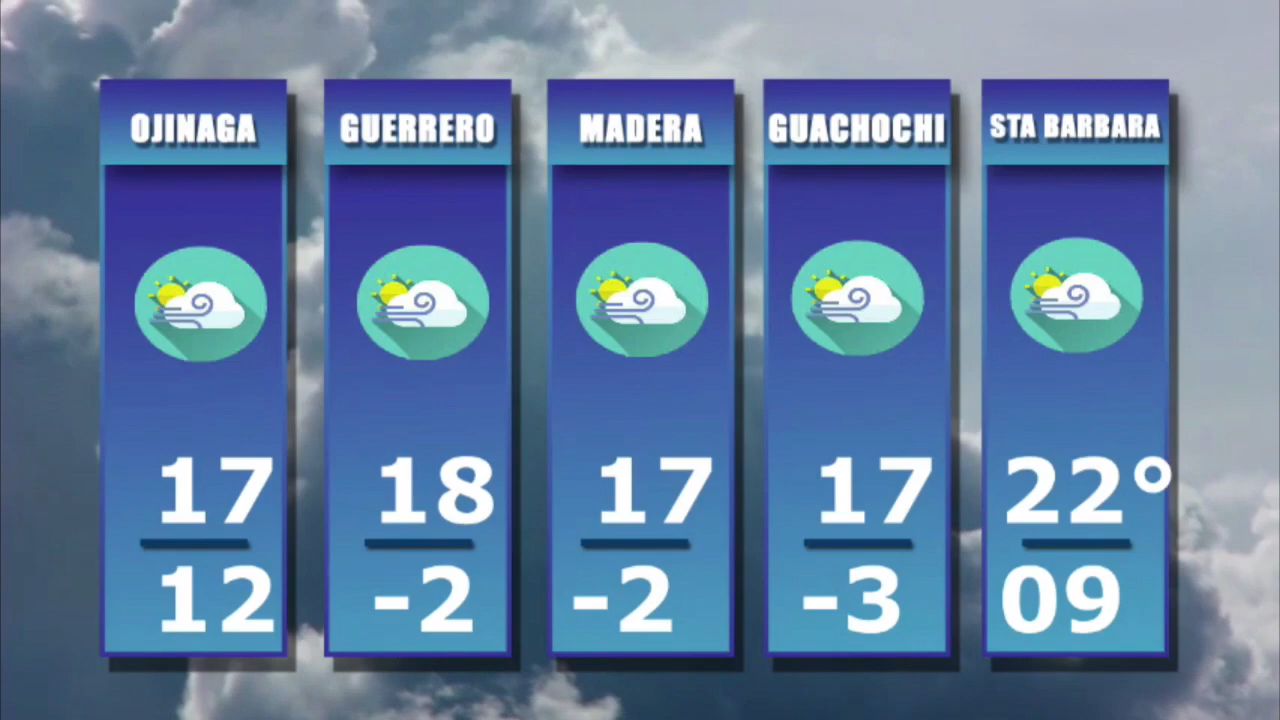 OJINAGA
17
12
GUERRERO
18
-2
MADERA
17
-2
GUACHOCHI
17
-3
STA BARBARA
22°
09